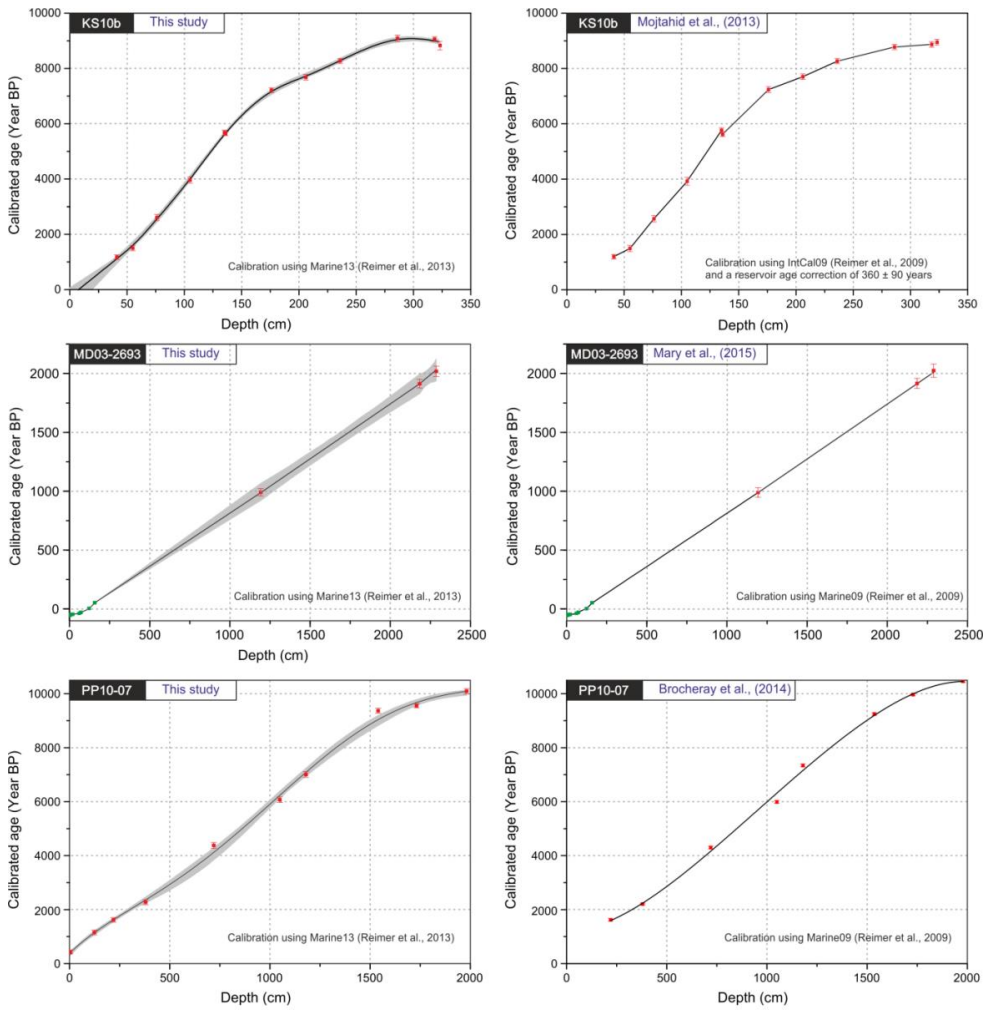 KS10b This study
10000
8000
6000
4000
2000
0
Calibrated age (Year BP)
Calibration using Marine13 (Reimer et al., 2013)
0 50 100 150 200 250 300 350
Depth (cm)
KS10b Mojtahid et al., (2013)
10000
8000
6000
4000
2000
0
Calibrated age (Year BP)
Calibration using IntCal09 (Reimer et al., 2009)
and a reservoir age correction of 360 ± 90 years
0 50 100 150 200 250 300 350
Depth (cm)
MD03-2693 This study
2000
1500
1000
500
0
Calibrated age (Year BP)
Calibration using Marine13 (Reimer et al., 2013)
0 500 1000 1500 2000 2500
Depth (cm)
MD03-2693 Mary et al., (2015)
2000
1500
1000
500
0
Calibrated age (Year BP)
Calibration using Marine09 (Reimer et al., 2009)
0 500 1000 1500 2000 2500
Depth (cm)
PP10-07 This study
10000
8000
6000
4000
2000
0
Calibrated age (Year BP)
Calibration using Marine13 (Reimer et al., 2013)
0 500 1000 1500 2000
Depth (cm)
PP10-07 Brocheray et al., (2014)
10000
8000
6000
4000
2000
0
Calibrated age (Year BP)
Calibration using Marine09 (Reimer et al., 2009)
0 500 1000 1500 2000
Depth (cm)